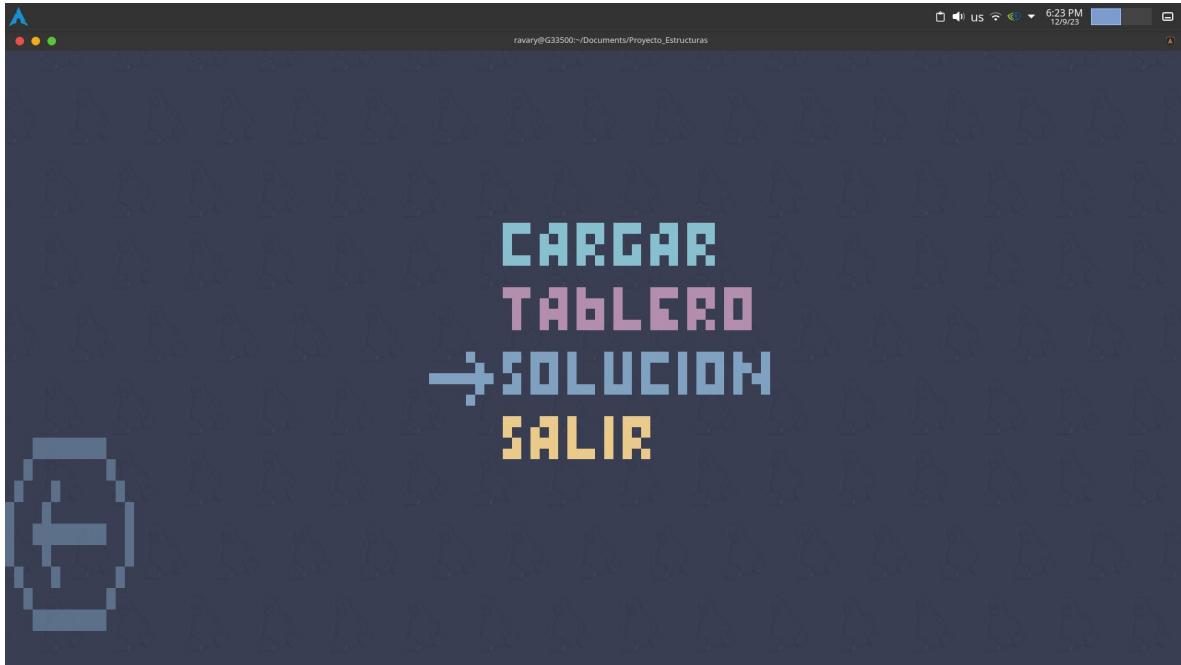 us
6:23 PM
12/9/23
ravary@G33500:~/Documents/Proyecto_Estructuras
CARGAR
TAbLERO
SOLUCION
SALIR